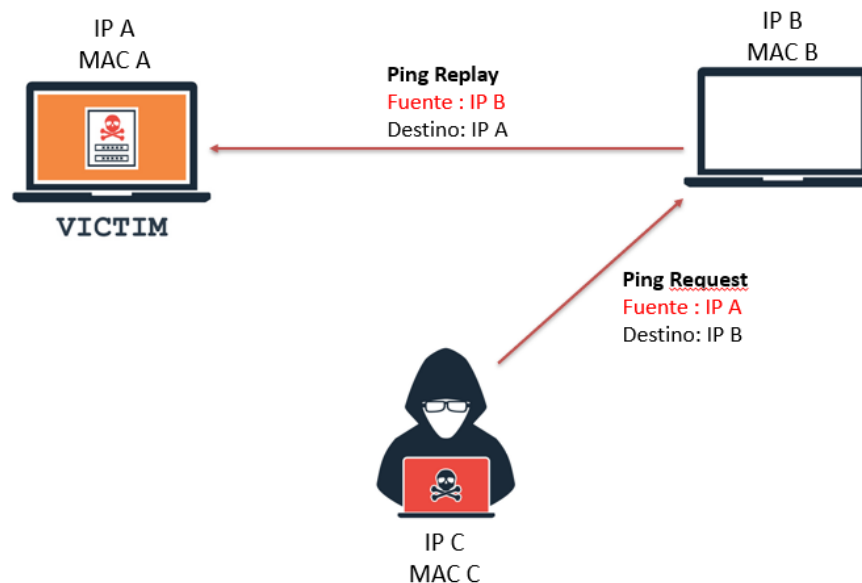 IP A
MAC A
VICTIM
Ping Replay
Fuente : IP B
Destino: IP A
IP B
MAC B
Ping Request
Fuente : IP A
Destino: IP B
IP C
MAC C